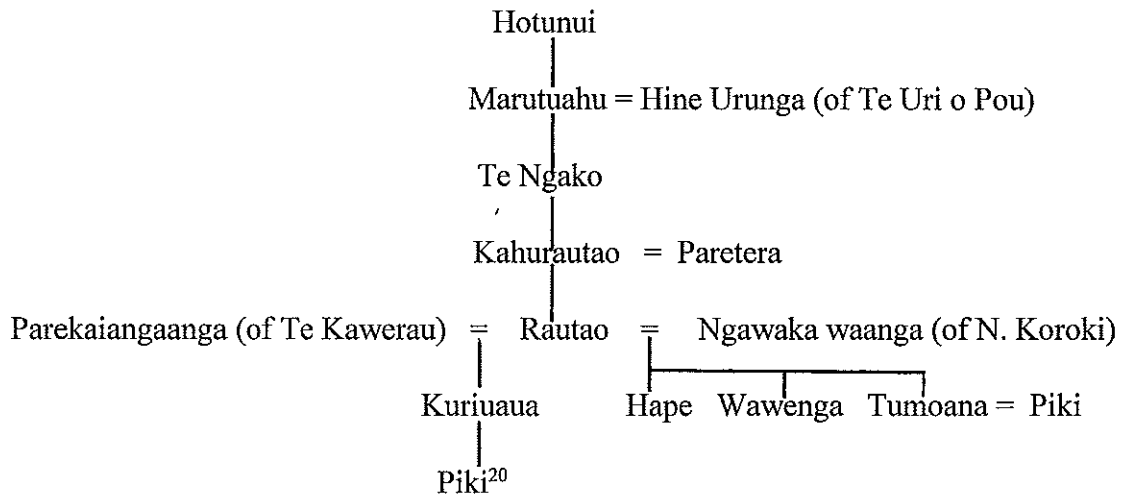 Hotunui
Marutuahu = Hine Urunga (of Te Uri o Pou)
Te Ngako
Kahurautao = Paretera
Parekaiangaanga (of Te Kawerau) = Rautao = Ngawaka waanga (of N. Koroki)
Kuriuaua Hape Wawenga Tumoana = Piki
Piki²⁰